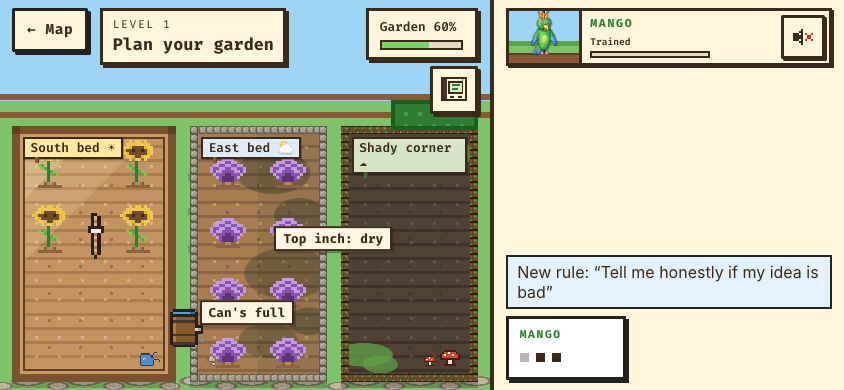 ← Map
LEVEL 1
Plan your garden
Garden 60%
South bed ☀
East bed ⛅
Shady corner
☁
Top inch: dry
Can's full
MANGO
Trained
New rule: “Tell me honestly if my idea is
bad”
MANGO